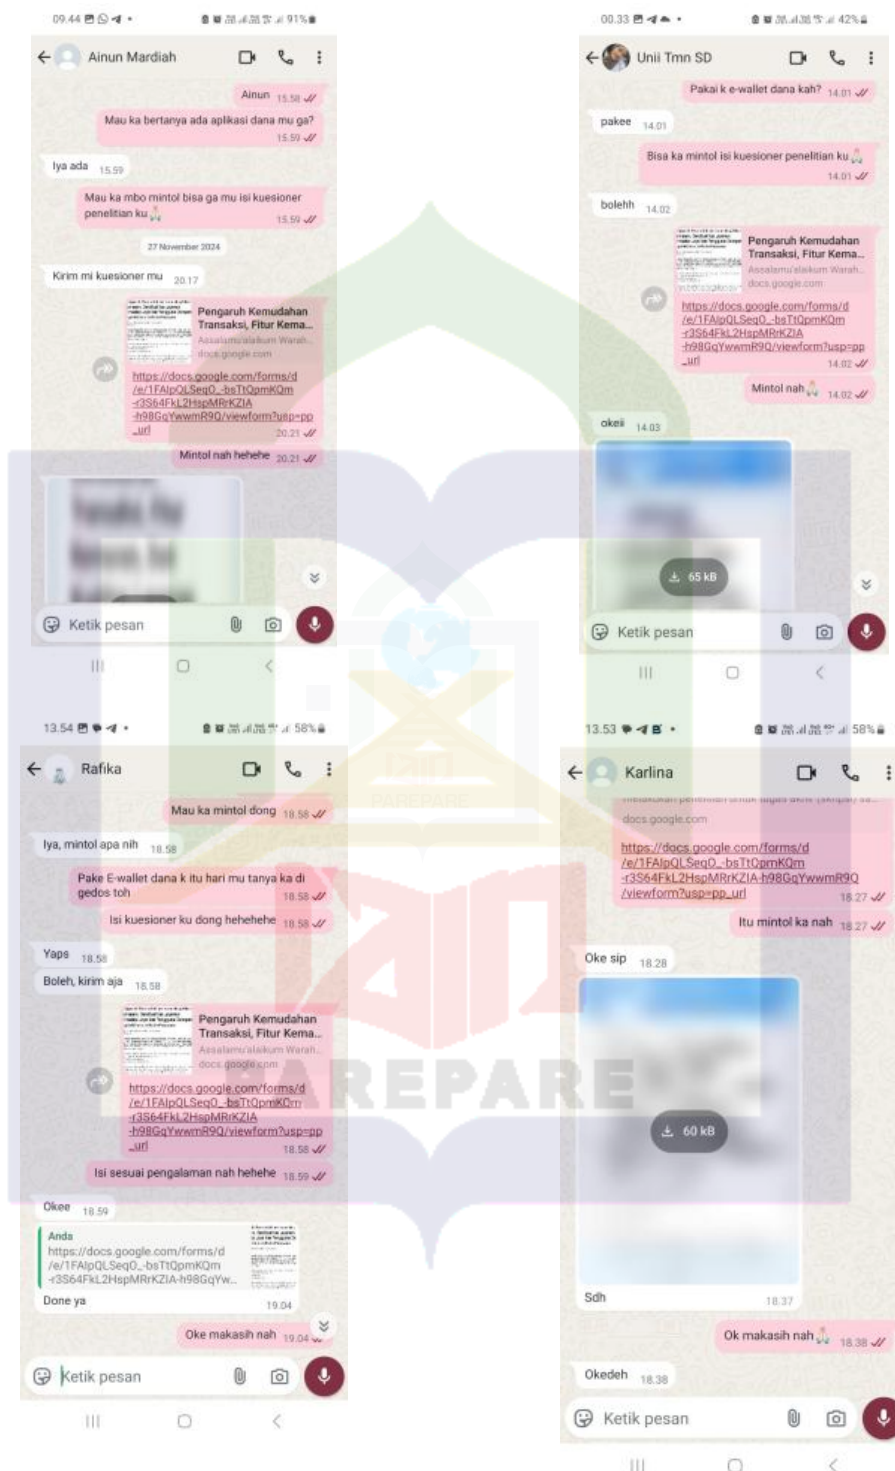 09.44
91%
Ainun Mardiah
Ainun 15.58
Mau ka bertanya ada aplikasi dana mu ga?
15.59
Iya ada 15.59
Mau ka mbo mintol bisa ga mu isi kuesioner
penelitian ku 15.59
27 November 2024
Kirim mi kuesioner mu 20.17
Pengaruh Kemudahan
Transaksi, Fitur Kema...
Assalamu'alaikum Warah...
docs.google.com
https://docs.google.com/forms/d
/e/1FAIpQLSeqO_-bsTtQpmKQm
-r3S64FkL2HspMRrKZIA
-h98GqYwwmR9Q/viewform?usp=pp
_url 20.21
Mintol nah hehehe 20.21
Ketik pesan
00.33
42%
Unii Tmn SD
Pakai k e-wallet dana kah? 14.01
pakee 14.01
Bisa ka mintol isi kuesioner penelitian ku
14.01
bolehh 14.02
Pengaruh Kemudahan
Transaksi, Fitur Kema...
Assalamu'alaikum Warah...
docs.google.com
https://docs.google.com/forms/d
/e/1FAIpQLSeqO_-bsTtQpmKQm
-r3S64FkL2HspMRrKZIA
-h98GqYwwmR9Q/viewform?usp=pp
_url 14.02
Mintol nah 14.02
okeii 14.03
65 kB
Ketik pesan
13.54
58%
Rafika
Mau ka mintol dong 18.58
Iya, mintol apa nih 18.58
Pake E-wallet dana k itu hari mu tanya ka di
gedos toh 18.58
Isi kuesioner ku dong hehehehe 18.58
Yaps 18.58
Boleh, kirim aja 18.58
Pengaruh Kemudahan
Transaksi, Fitur Kema...
Assalamu'alaikum Warah...
docs.google.com
https://docs.google.com/forms/d
/e/1FAIpQLSeqO_-bsTtQpmKQm
-r3S64FkL2HspMRrKZIA
-h98GqYwwmR9Q/viewform?usp=pp
_url 18.58
Isi sesuai pengalaman nah hehehe 18.59
Okee 18.59
Anda
https://docs.google.com/forms/d
/e/1FAIpQLSeqO_-bsTtQpmKQm
-r3S64FkL2HspMRrKZIA-h98GqYw...
Done ya 19.04
Oke makasih nah 19.04
Ketik pesan
13.53
58%
Karlina
docs.google.com
https://docs.google.com/forms/d
/e/1FAIpQLSeqO_-bsTtQpmKQm
-r3S64FkL2HspMRrKZIA-h98GqYwwmR9Q
/viewform?usp=pp_url 18.27
Itu mintol ka nah 18.27
Oke sip 18.28
60 kB
Sdh 18.37
Ok makasih nah 18.38
Okedeh 18.38
Ketik pesan
iain
PAREPARE
iain
PAREPARE